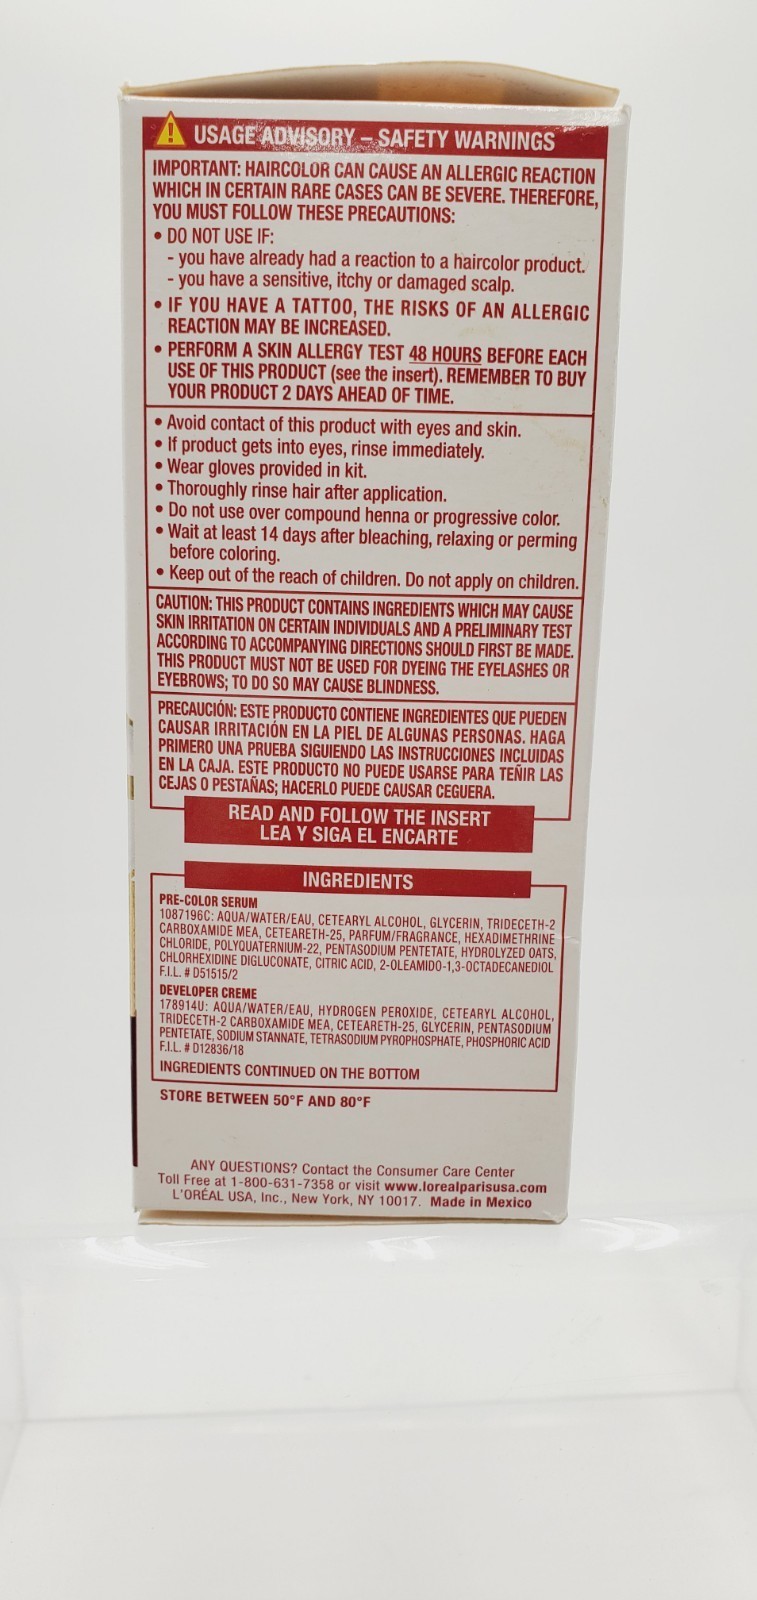 USAGE ADVISORY – SAFETY WARNINGS
IMPORTANT: HAIRCOLOR CAN CAUSE AN ALLERGIC REACTION
WHICH IN CERTAIN RARE CASES CAN BE SEVERE. THEREFORE,
YOU MUST FOLLOW THESE PRECAUTIONS:
• DO NOT USE IF:
- you have already had a reaction to a haircolor product.
- you have a sensitive, itchy or damaged scalp.
• IF YOU HAVE A TATTOO, THE RISKS OF AN ALLERGIC
REACTION MAY BE INCREASED.
• PERFORM A SKIN ALLERGY TEST 48 HOURS BEFORE EACH
USE OF THIS PRODUCT (see the insert). REMEMBER TO BUY
YOUR PRODUCT 2 DAYS AHEAD OF TIME.
• Avoid contact of this product with eyes and skin.
• If product gets into eyes, rinse immediately.
• Wear gloves provided in kit.
• Thoroughly rinse hair after application.
• Do not use over compound henna or progressive color.
• Wait at least 14 days after bleaching, relaxing or perming
before coloring.
• Keep out of the reach of children. Do not apply on children.
CAUTION: THIS PRODUCT CONTAINS INGREDIENTS WHICH MAY CAUSE
SKIN IRRITATION ON CERTAIN INDIVIDUALS AND A PRELIMINARY TEST
ACCORDING TO ACCOMPANYING DIRECTIONS SHOULD FIRST BE MADE.
THIS PRODUCT MUST NOT BE USED FOR DYEING THE EYELASHES OR
EYEBROWS; TO DO SO MAY CAUSE BLINDNESS.
PRECAUCIÓN: ESTE PRODUCTO CONTIENE INGREDIENTES QUE PUEDEN
CAUSAR IRRITACIÓN EN LA PIEL DE ALGUNAS PERSONAS. HAGA
PRIMERO UNA PRUEBA SIGUIENDO LAS INSTRUCCIONES INCLUIDAS
EN LA CAJA. ESTE PRODUCTO NO PUEDE USARSE PARA TEÑIR LAS
CEJAS O PESTAÑAS; HACERLO PUEDE CAUSAR CEGUERA.
READ AND FOLLOW THE INSERT
LEA Y SIGA EL ENCARTE
INGREDIENTS
PRE-COLOR SERUM
1087196C: AQUA/WATER/EAU, CETEARYL ALCOHOL, GLYCERIN, TRIDECETH-2
CARBOXAMIDE MEA, CETEARETH-25, PARFUM/FRAGRANCE, HEXADIMETHRINE
CHLORIDE, POLYQUATERNIUM-22, PENTASODIUM PENTETATE, HYDROLYZED OATS,
CHLORHEXIDINE DIGLUCONATE, CITRIC ACID, 2-OLEAMIDO-1,3-OCTADECANEDIOL
F.I.L. # D51515/2
DEVELOPER CREME
178914U: AQUA/WATER/EAU, HYDROGEN PEROXIDE, CETEARYL ALCOHOL,
TRIDECETH-2 CARBOXAMIDE MEA, CETEARETH-25, GLYCERIN, PENTASODIUM
PENTETATE, SODIUM STANNATE, TETRASODIUM PYROPHOSPHATE, PHOSPHORIC ACID
F.I.L. # D12836/18
INGREDIENTS CONTINUED ON THE BOTTOM
STORE BETWEEN 50°F AND 80°F
ANY QUESTIONS? Contact the Consumer Care Center
Toll Free at 1-800-631-7358 or visit www.lorealparisusa.com
L'ORÉAL USA, Inc., New York, NY 10017. Made in Mexico